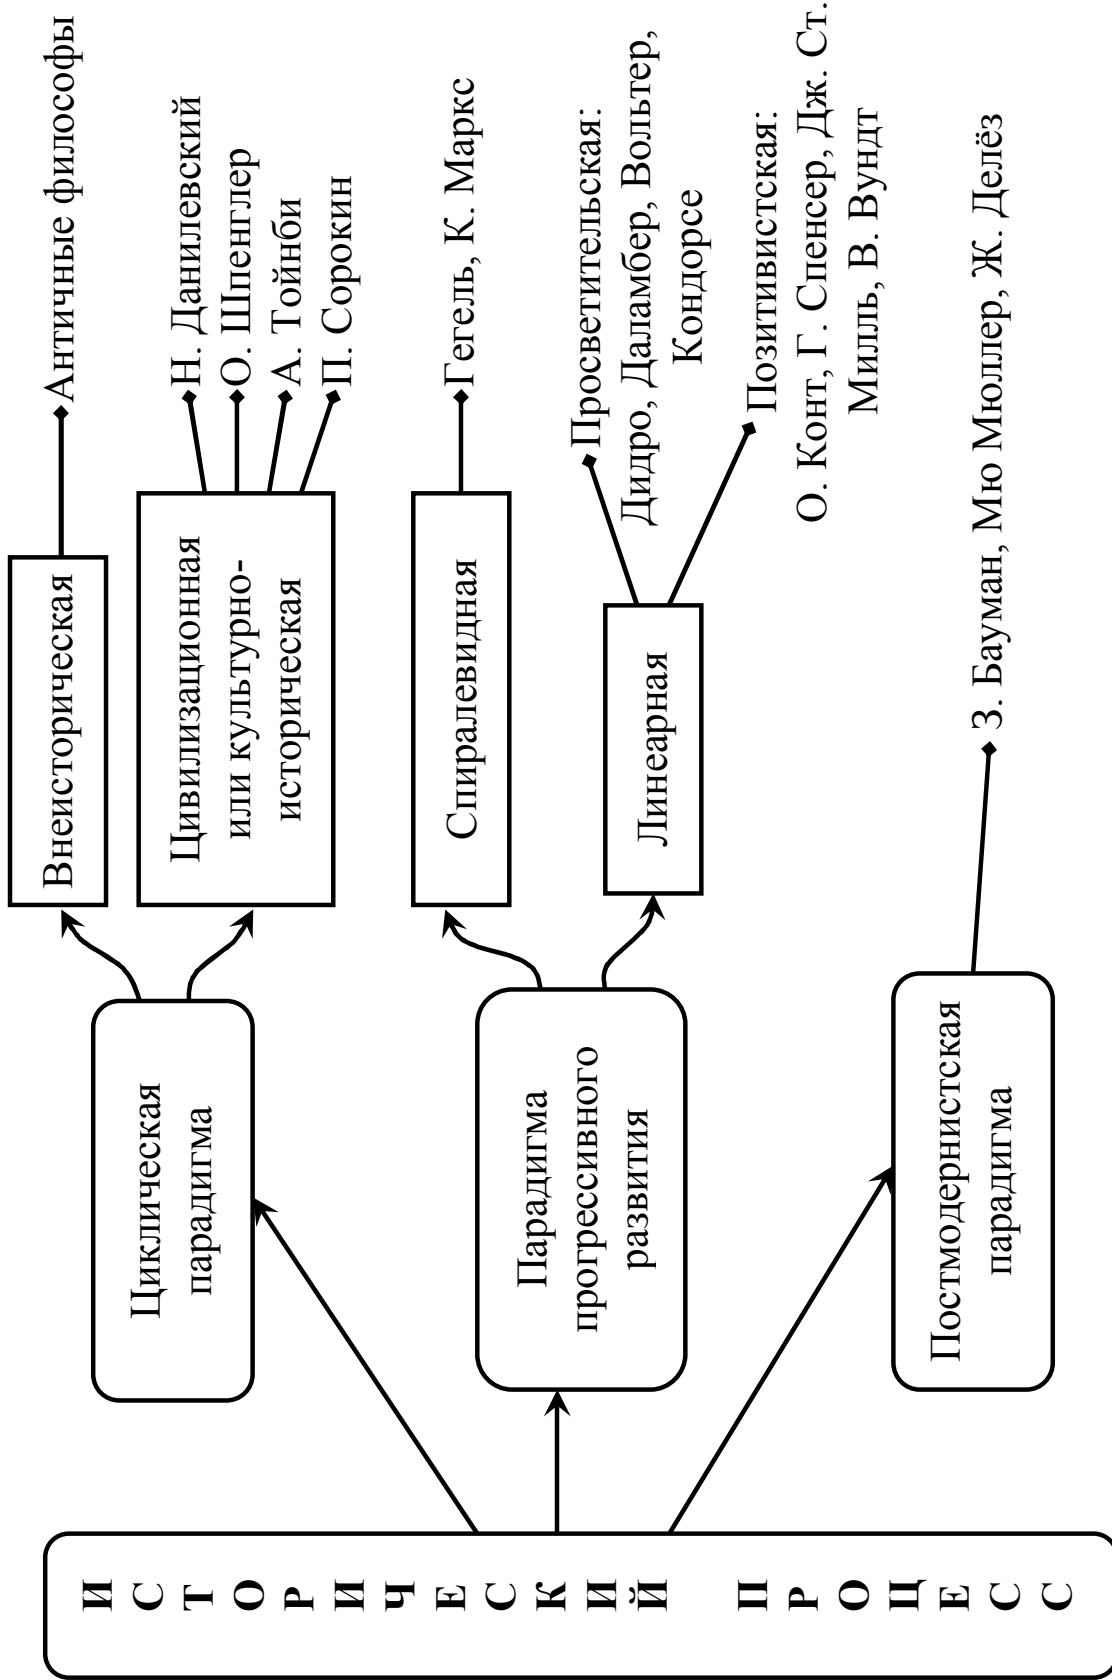 ИСТОРИЧЕСКИЙ ПРОЦЕСС
Циклическая
парадигма
Внеисторическая
Античные философы
Цивилизационная
или культурно-
историческая
Н. Данилевский
О. Шпенглер
А. Тойнби
П. Сорокин
Парадигма
прогрессивного
развития
Спиралевидная
Гегель, К. Маркс
Линеарная
Просветительская:
Дидро, Даламбер, Вольтер,
Кондорсе
Позитивистская:
О. Конт, Г. Спенсер, Дж. Ст.
Милль, В. Вундт
Постмодернистская
парадигма
З. Бауман, Мю Мюллер, Ж. Делёз